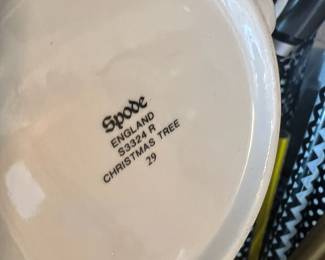 Spode
ENGLAND
S3324 R
CHRISTMAS TREE
29